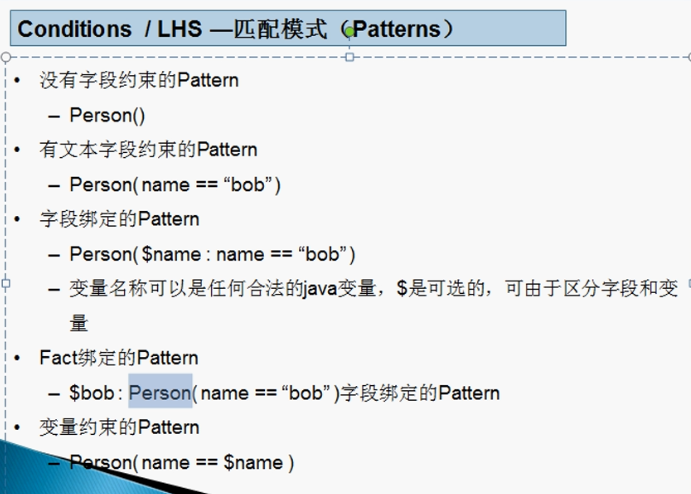 Conditions / LHS —匹配模式（Patterns）
• 没有字段约束的Pattern
– Person()
• 有文本字段约束的Pattern
– Person( name == “bob” )
• 字段绑定的Pattern
– Person( $name : name == “bob” )
– 变量名称可以是任何合法的java变量，$是可选的，可由于区分字段和变
量
• Fact绑定的Pattern
– $bob : Person( name == “bob” )字段绑定的Pattern
• 变量约束的Pattern
– Person( name == $name )